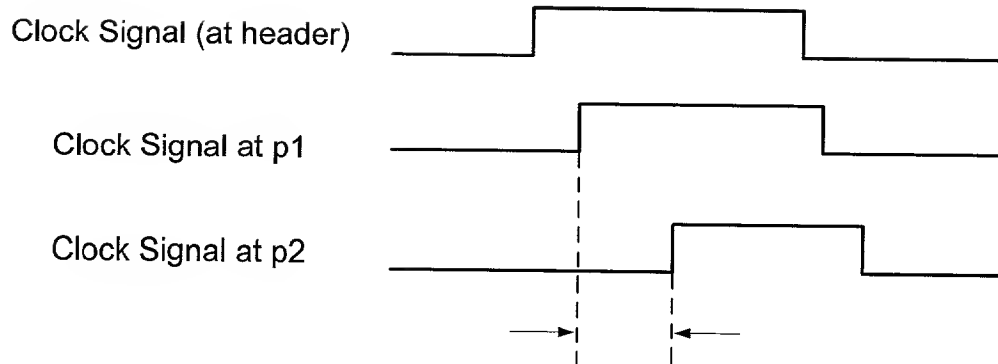 Clock Signal (at header)
Clock Signal at p1
Clock Signal at p2